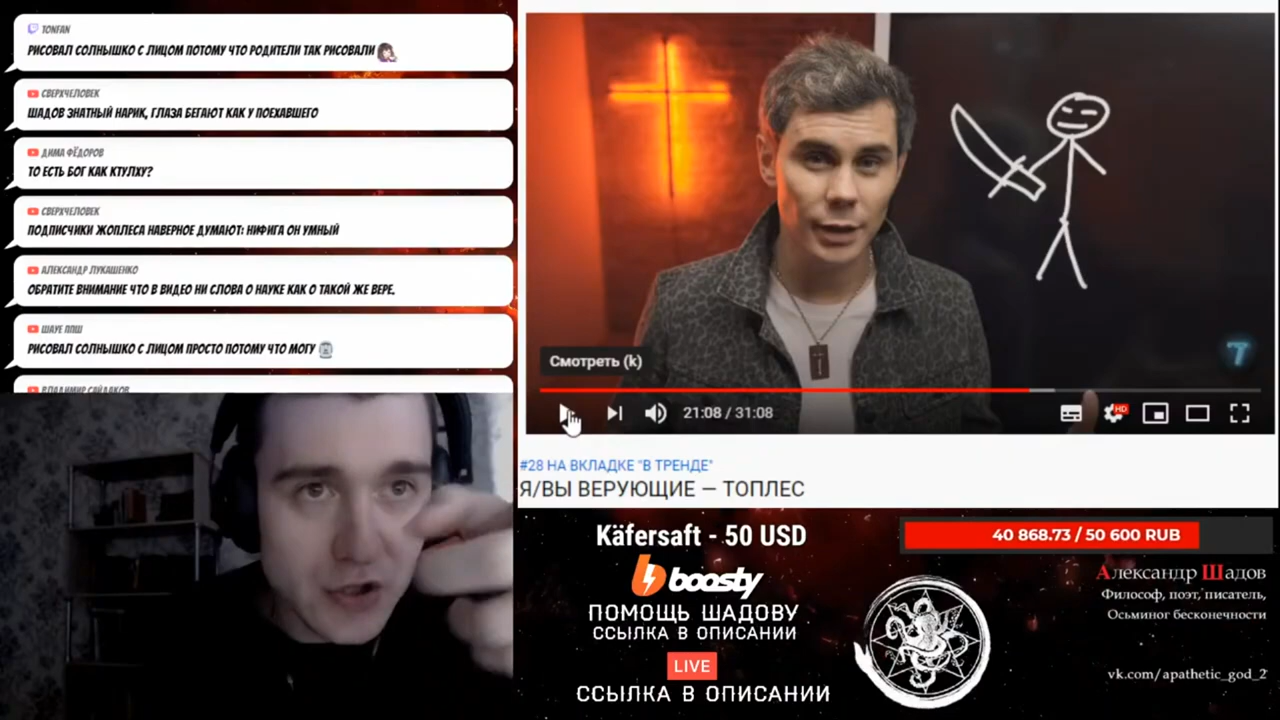 TONFAN
РИСОВАЛ СОЛНЫШКО С ЛИЦОМ ПОТОМУ ЧТО РОДИТЕЛИ ТАК РИСОВАЛИ
СВЕРХЧЕЛОВЕК
ШАДОВ ЗНАТНЫЙ НАРИК, ГЛАЗА БЕГАЮТ КАК У ПОЕХАВШЕГО
ДИМА ФЁДОРОВ
ТО ЕСТЬ БОГ КАК КТУЛХУ?
СВЕРХЧЕЛОВЕК
ПОДПИСЧИКИ ЖОПЛЕСА НАВЕРНОЕ ДУМАЮТ: НИФИГА ОН УМНЫЙ
АЛЕКСАНДР ЛУКАШЕНКО
ОБРАТИТЕ ВНИМАНИЕ ЧТО В ВИДЕО НИ СЛОВА О НАУКЕ КАК О ТАКОЙ ЖЕ ВЕРЕ.
ШАУЕ ППШ
РИСОВАЛ СОЛНЫШКО С ЛИЦОМ ПРОСТО ПОТОМУ ЧТО МОГУ
Смотреть (k)
21:08 / 31:08
HD
7
#28 НА ВКЛАДКЕ "В ТРЕНДЕ"
Я/ВЫ ВЕРУЮЩИЕ — ТОПЛЕС
Käfersaft - 50 USD
boosty
ПОМОЩЬ ШАДОВУ
ССЫЛКА В ОПИСАНИИ
LIVE
ССЫЛКА В ОПИСАНИИ
40 868.73 / 50 600 RUB
Александр Шадов
Философ, поэт, писатель,
Осьминог бесконечности
vk.com/apathetic_god_2